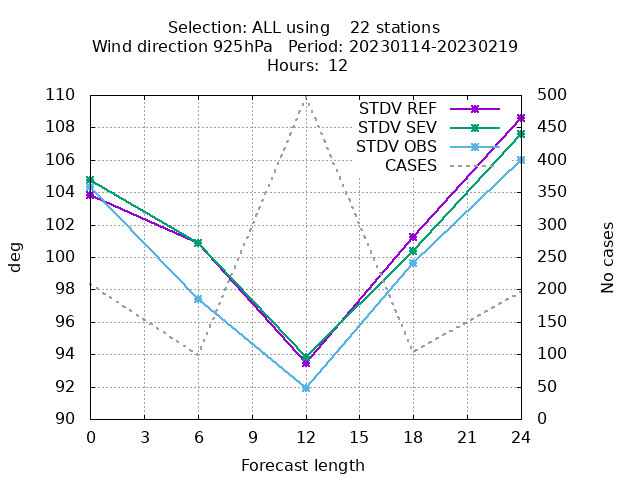 Selection: ALL using    22 stations
Wind direction 925hPa   Period: 20230114-20230219
Hours: 12
110
108
106
104
102
100
98
96
94
92
90
500
450
400
350
300
250
200
150
100
50
0
STDV REF
STDV SEV
STDV OBS
CASES
deg
No cases
0 3 6 9 12 15 18 21 24
Forecast length